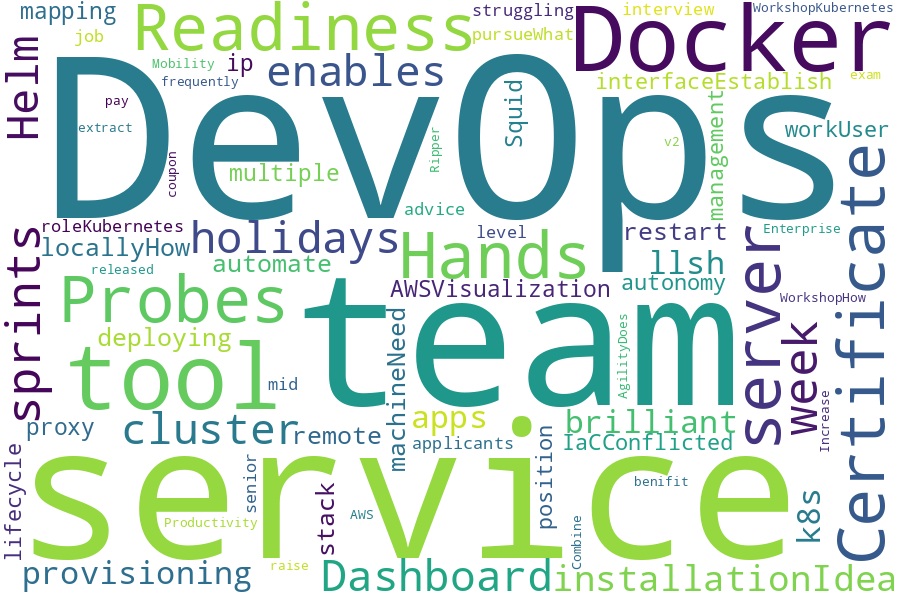 mapping
struggling
interview
WorkshopKubernetes
job
Readiness
pursueWhat
Docker
Helm
Mobility
ip
frequently
enables
interfaceEstablish
exam
DevOps
pay
extract
coupon
Ripper
Squid
v2
management
workUser
multiple
advice
roleKubernetes
holidays
level
restart
Enterprise
Certificate
locallyHow
released
automate
Hands
llsh
autonomy
sprints
Probes
AWSVisualization
WorkshopHow
server
team
deploying
tool
mid
machineNeed
AgilityDoes
Week
Increase
proxy
cluster
remote
apps
applicants
brilliant
IaCConflicted
lifecycle
service
senior
stack
AWS
position
benifit
k8s
Productivity
Combine
provisioning
raise
Dashboard
installationIdea